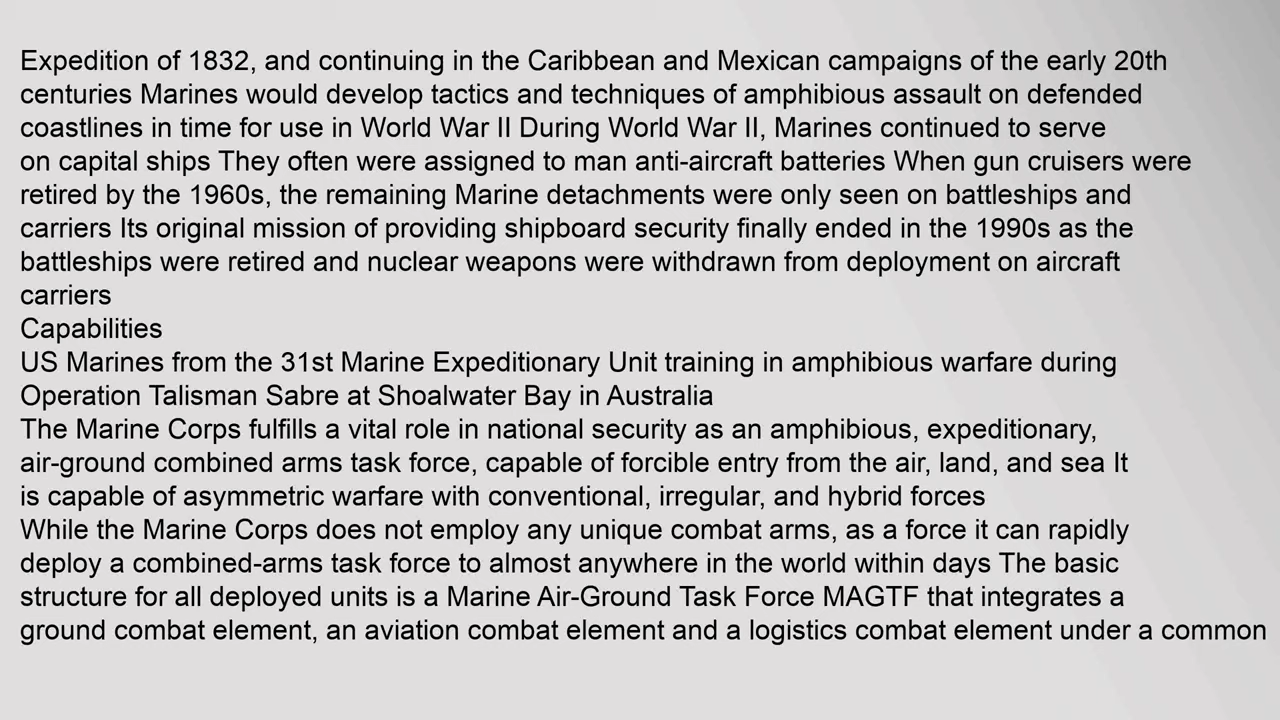 Expedition of 1832, and continuing in the Caribbean and Mexican campaigns of the early 20th
centuries Marines would develop tactics and techniques of amphibious assault on defended
coastlines in time for use in World War II During World War II, Marines continued to serve
on capital ships They often were assigned to man anti-aircraft batteries When gun cruisers were
retired by the 1960s, the remaining Marine detachments were only seen on battleships and
carriers Its original mission of providing shipboard security finally ended in the 1990s as the
battleships were retired and nuclear weapons were withdrawn from deployment on aircraft
carriers
Capabilities
US Marines from the 31st Marine Expeditionary Unit training in amphibious warfare during
Operation Talisman Sabre at Shoalwater Bay in Australia
The Marine Corps fulfills a vital role in national security as an amphibious, expeditionary,
air-ground combined arms task force, capable of forcible entry from the air, land, and sea It
is capable of asymmetric warfare with conventional, irregular, and hybrid forces
While the Marine Corps does not employ any unique combat arms, as a force it can rapidly
deploy a combined-arms task force to almost anywhere in the world within days The basic
structure for all deployed units is a Marine Air-Ground Task Force MAGTF that integrates a
ground combat element, an aviation combat element and a logistics combat element under a common